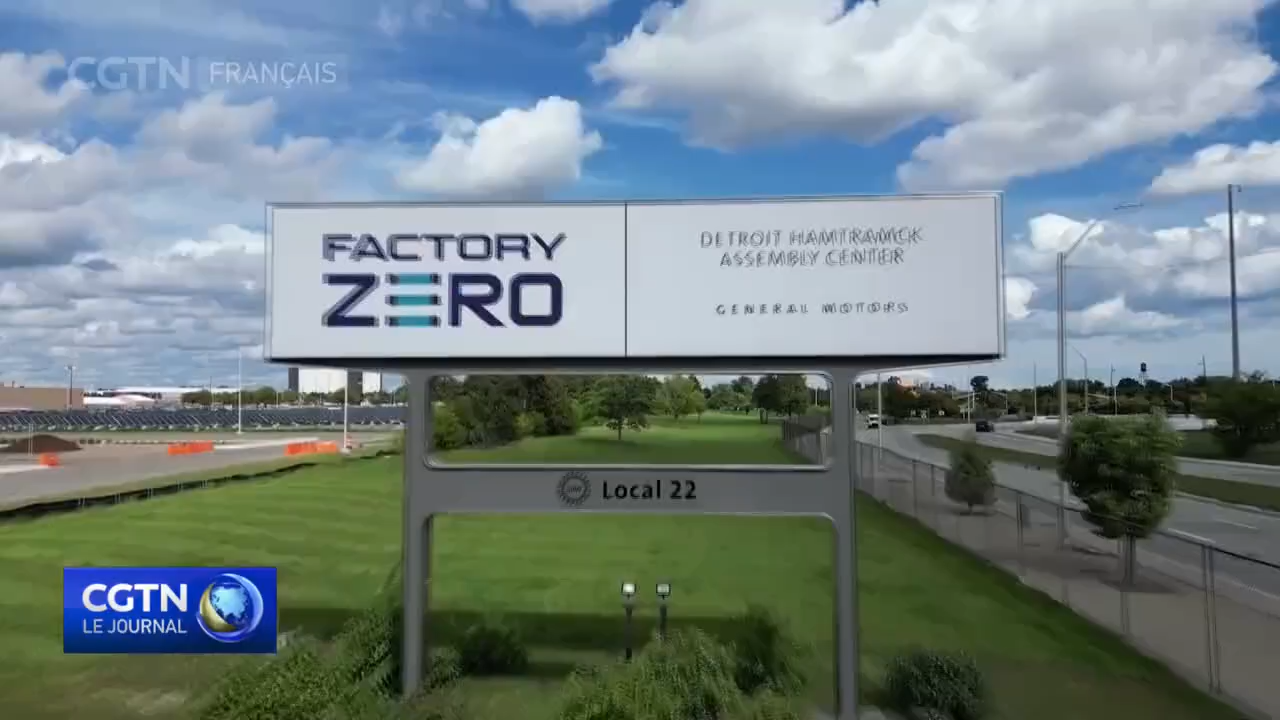 CGTN FRANÇAIS
FACTORY
ZERO
DETROIT HAMTRAMCK
ASSEMBLY CENTER
GENERAL MOTORS
Local 22
CGTN
LE JOURNAL